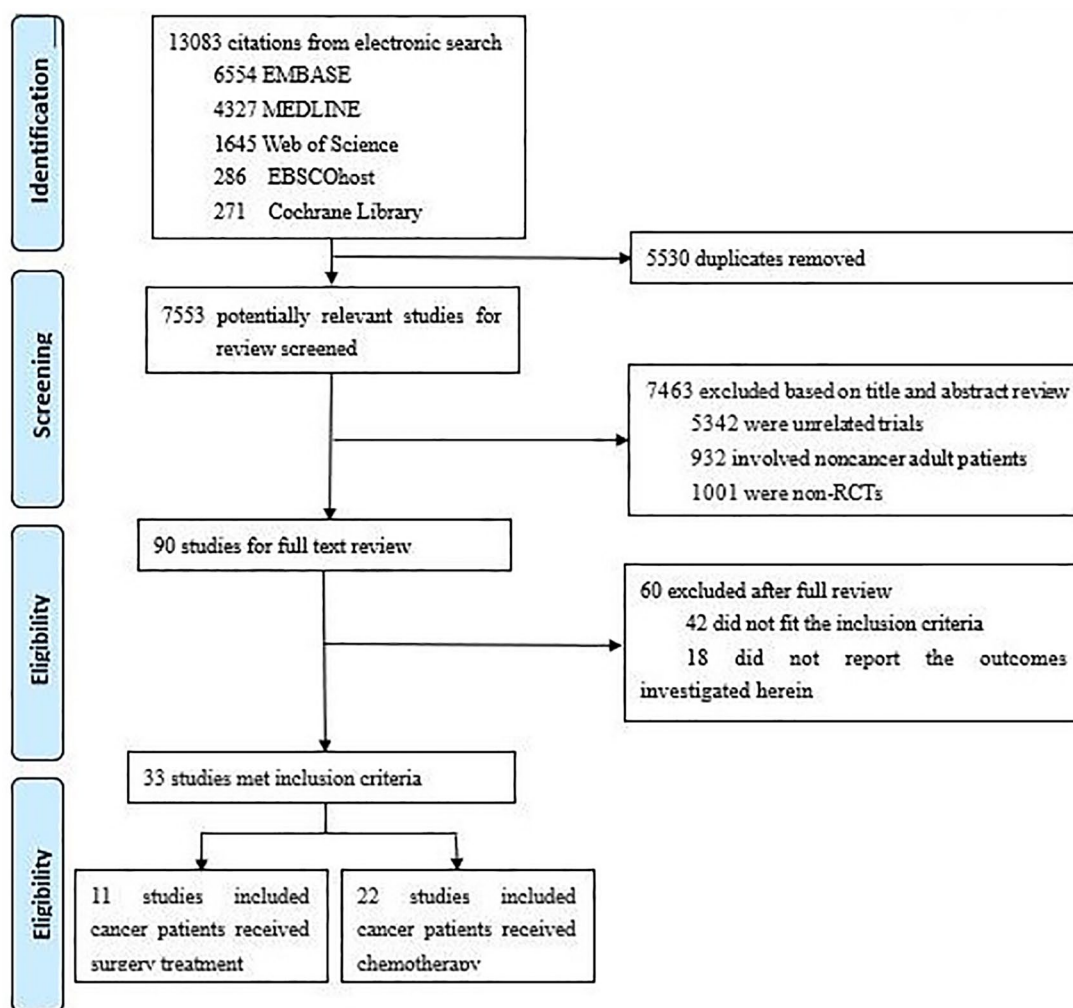 Identification
13083 citations from electronic search
6554 EMBASE
4327 MEDLINE
1645 Web of Science
286 EBSCOhost
271 Cochrane Library
5530 duplicates removed
Screening
7553 potentially relevant studies for
review screened
7463 excluded based on title and abstract review
5342 were unrelated trials
932 involved noncancer adult patients
1001 were non-RCTs
Eligibility
90 studies for full text review
60 excluded after full review
42 did not fit the inclusion criteria
18 did not report the outcomes
investigated herein
33 studies met inclusion criteria
Eligibility
11 studies included
cancer patients received
surgery treatment
22 studies included
cancer patients received
chemotherapy